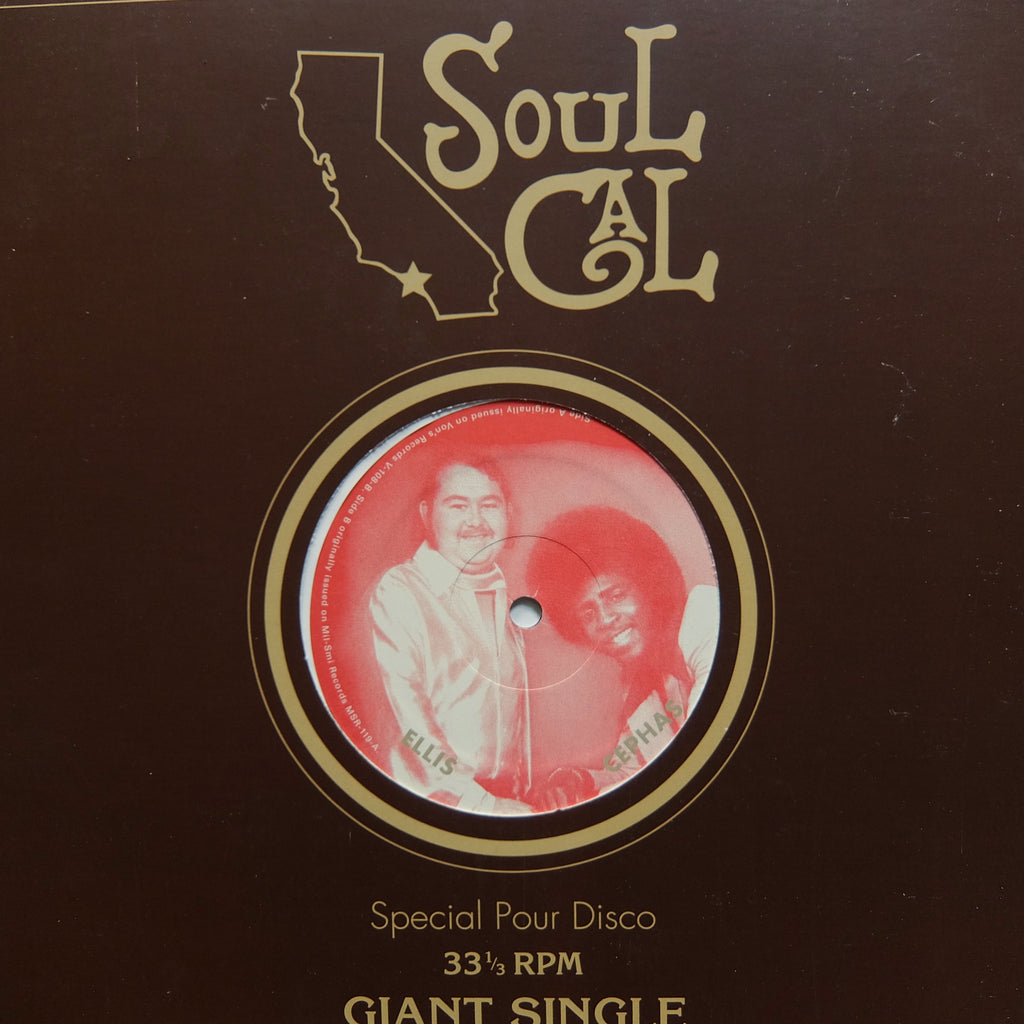 SOUL
CAL
Side A originally issued on Von's Records V-108-B. Side B originally issued on Mil-Smi Records MSR-119-A.
ELLIS
CEPHAS
Special Pour Disco
33⅓ RPM
GIANT SINGLE